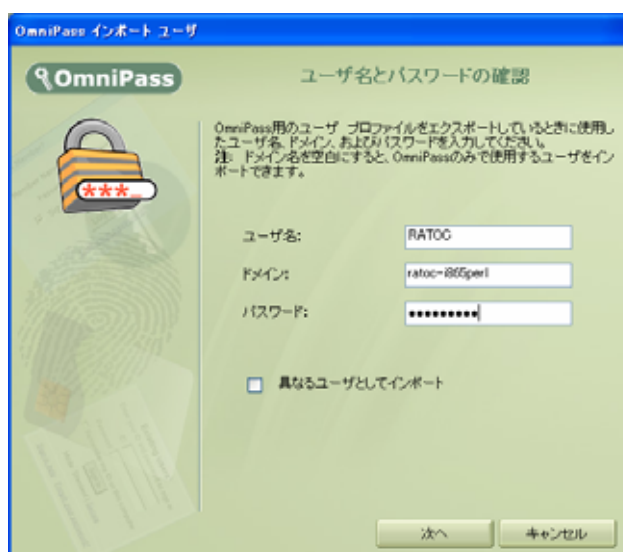 OmniPass インポート ユーザ
OmniPass
ユーザ名とパスワードの確認
OmniPass用のユーザ プロファイルをエクスポートしているときに使用し
たユーザ名、ドメイン、およびパスワードを入力してください。
注: ドメイン名を空白にすると、OmniPassのみで使用するユーザをイン
ポートできます。
***_
ユーザ名:
RATOC
ドメイン:
ratoc-i865perl
パスワード:
•••••••••
異なるユーザとしてインポート
次へ
キャンセル